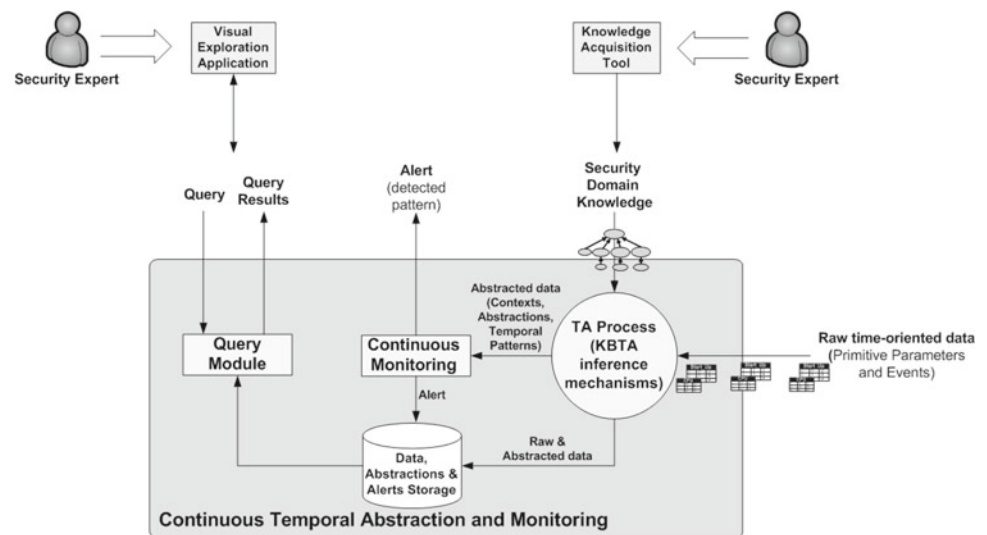 Security Expert
Visual
Exploration
Application
Knowledge
Acquisition
Tool
Security Expert
Query
Query
Results
Alert
(detected
pattern)
Security
Domain
Knowledge
Abstracted data
(Contexts,
Abstractions,
Temporal
Patterns)
TA Process
(KBTA
inference
mechanisms)
Raw time-oriented data
(Primitive Parameters
and Events)
Query
Module
Continuous
Monitoring
Alert
Raw &
Abstracted data
Data,
Abstractions &
Alerts Storage
Continuous Temporal Abstraction and Monitoring